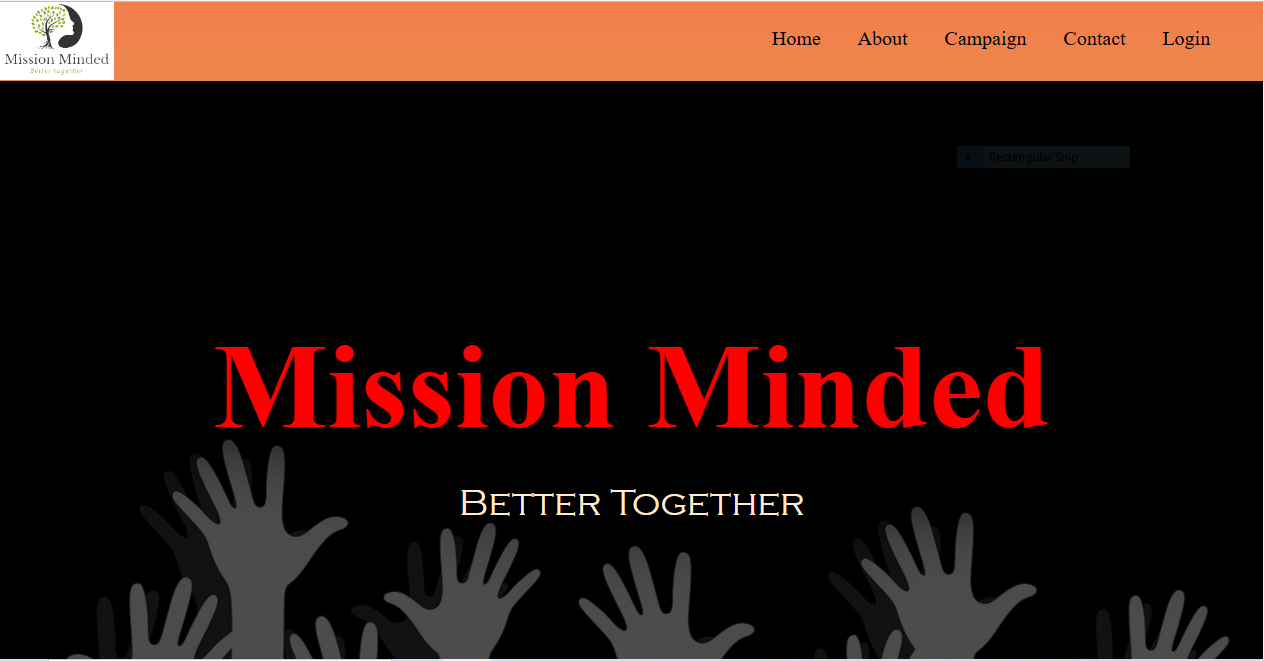 Mission Minded
Better together
Home About Campaign Contact Login
Rectangular Snip
Mission Minded
Better Together